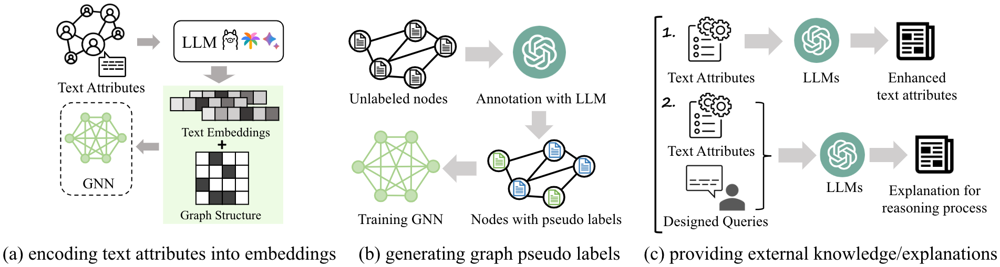 Text Attributes
LLM
Text Embeddings
+
Graph Structure
GNN
(a) encoding text attributes into embeddings
Unlabeled nodes
Annotation with LLM
Nodes with pseudo labels
Training GNN
(b) generating graph pseudo labels
1.
Text Attributes
LLMs
Enhanced
text attributes
2.
Text Attributes
Designed Queries
LLMs
Explanation for
reasoning process
(c) providing external knowledge/explanations